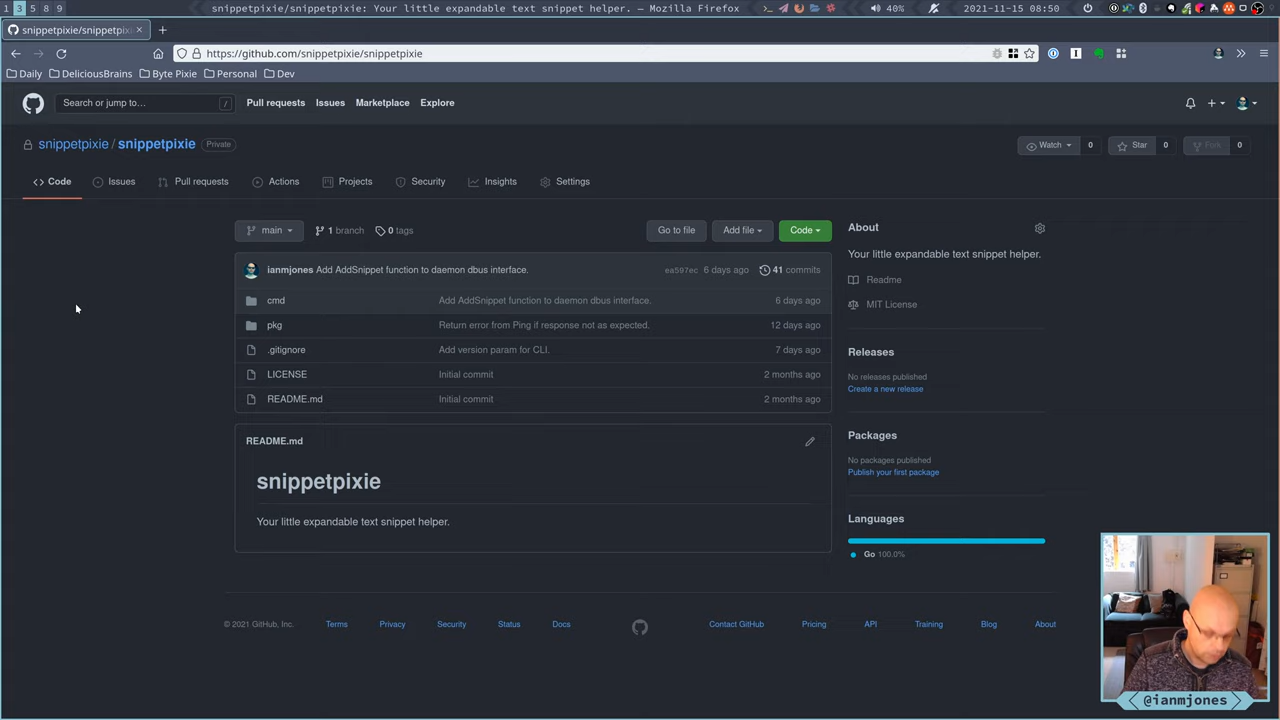 1 3 5 8 9
snippetpixie/snippetpixie: Your little expandable text snippet helper. — Mozilla Firefox
40%
2021-11-15 08:50
snippetpixie/snippetpix
https://github.com/snippetpixie/snippetpixie
Daily
DeliciousBrains
Byte Pixie
Personal
Dev
Search or jump to…
/
Pull requests
Issues
Marketplace
Explore
snippetpixie / snippetpixie
Private
Watch
0
Star
0
Fork
0
Code
Issues
Pull requests
Actions
Projects
Security
Insights
Settings
main
1 branch
0 tags
Go to file
Add file
Code
ianmjones Add AddSnippet function to daemon dbus interface.
ea597ec 6 days ago
41 commits
cmd
Add AddSnippet function to daemon dbus interface.
6 days ago
pkg
Return error from Ping if response not as expected.
12 days ago
.gitignore
Add version param for CLI.
7 days ago
LICENSE
Initial commit
2 months ago
README.md
Initial commit
2 months ago
README.md
snippetpixie
Your little expandable text snippet helper.
About
Your little expandable text snippet helper.
Readme
MIT License
Releases
No releases published
Create a new release
Packages
No packages published
Publish your first package
Languages
Go 100.0%
© 2021 GitHub, Inc.
Terms
Privacy
Security
Status
Docs
Contact GitHub
Pricing
API
Training
Blog
About
@ianmjones